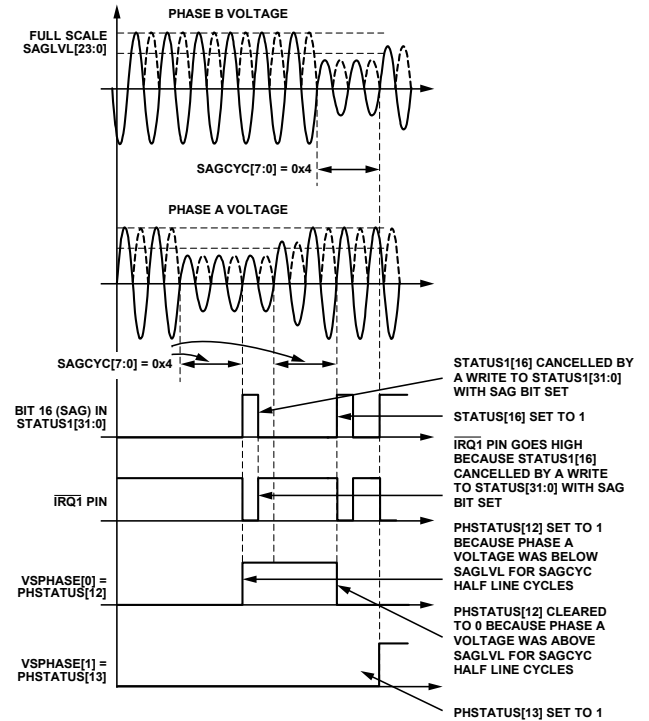 PHASE B VOLTAGE
FULL SCALE
SAGLVL[23:0]
SAGCYC[7:0] = 0x4
PHASE A VOLTAGE
SAGCYC[7:0] = 0x4
BIT 16 (SAG) IN
STATUS1[31:0]
IRQ1 PIN
VSPHASE[0] =
PHSTATUS[12]
VSPHASE[1] =
PHSTATUS[13]
STATUS1[16] CANCELLED BY
A WRITE TO STATUS1[31:0]
WITH SAG BIT SET
STATUS[16] SET TO 1
IRQ1 PIN GOES HIGH
BECAUSE STATUS1[16]
CANCELLED BY A WRITE
TO STATUS[31:0] WITH SAG
BIT SET
PHSTATUS[12] SET TO 1
BECAUSE PHASE A
VOLTAGE WAS BELOW
SAGLVL FOR SAGCYC
HALF LINE CYCLES
PHSTATUS[12] CLEARED
TO 0 BECAUSE PHASE A
VOLTAGE WAS ABOVE
SAGLVL FOR SAGCYC
HALF LINE CYCLES
PHSTATUS[13] SET TO 1